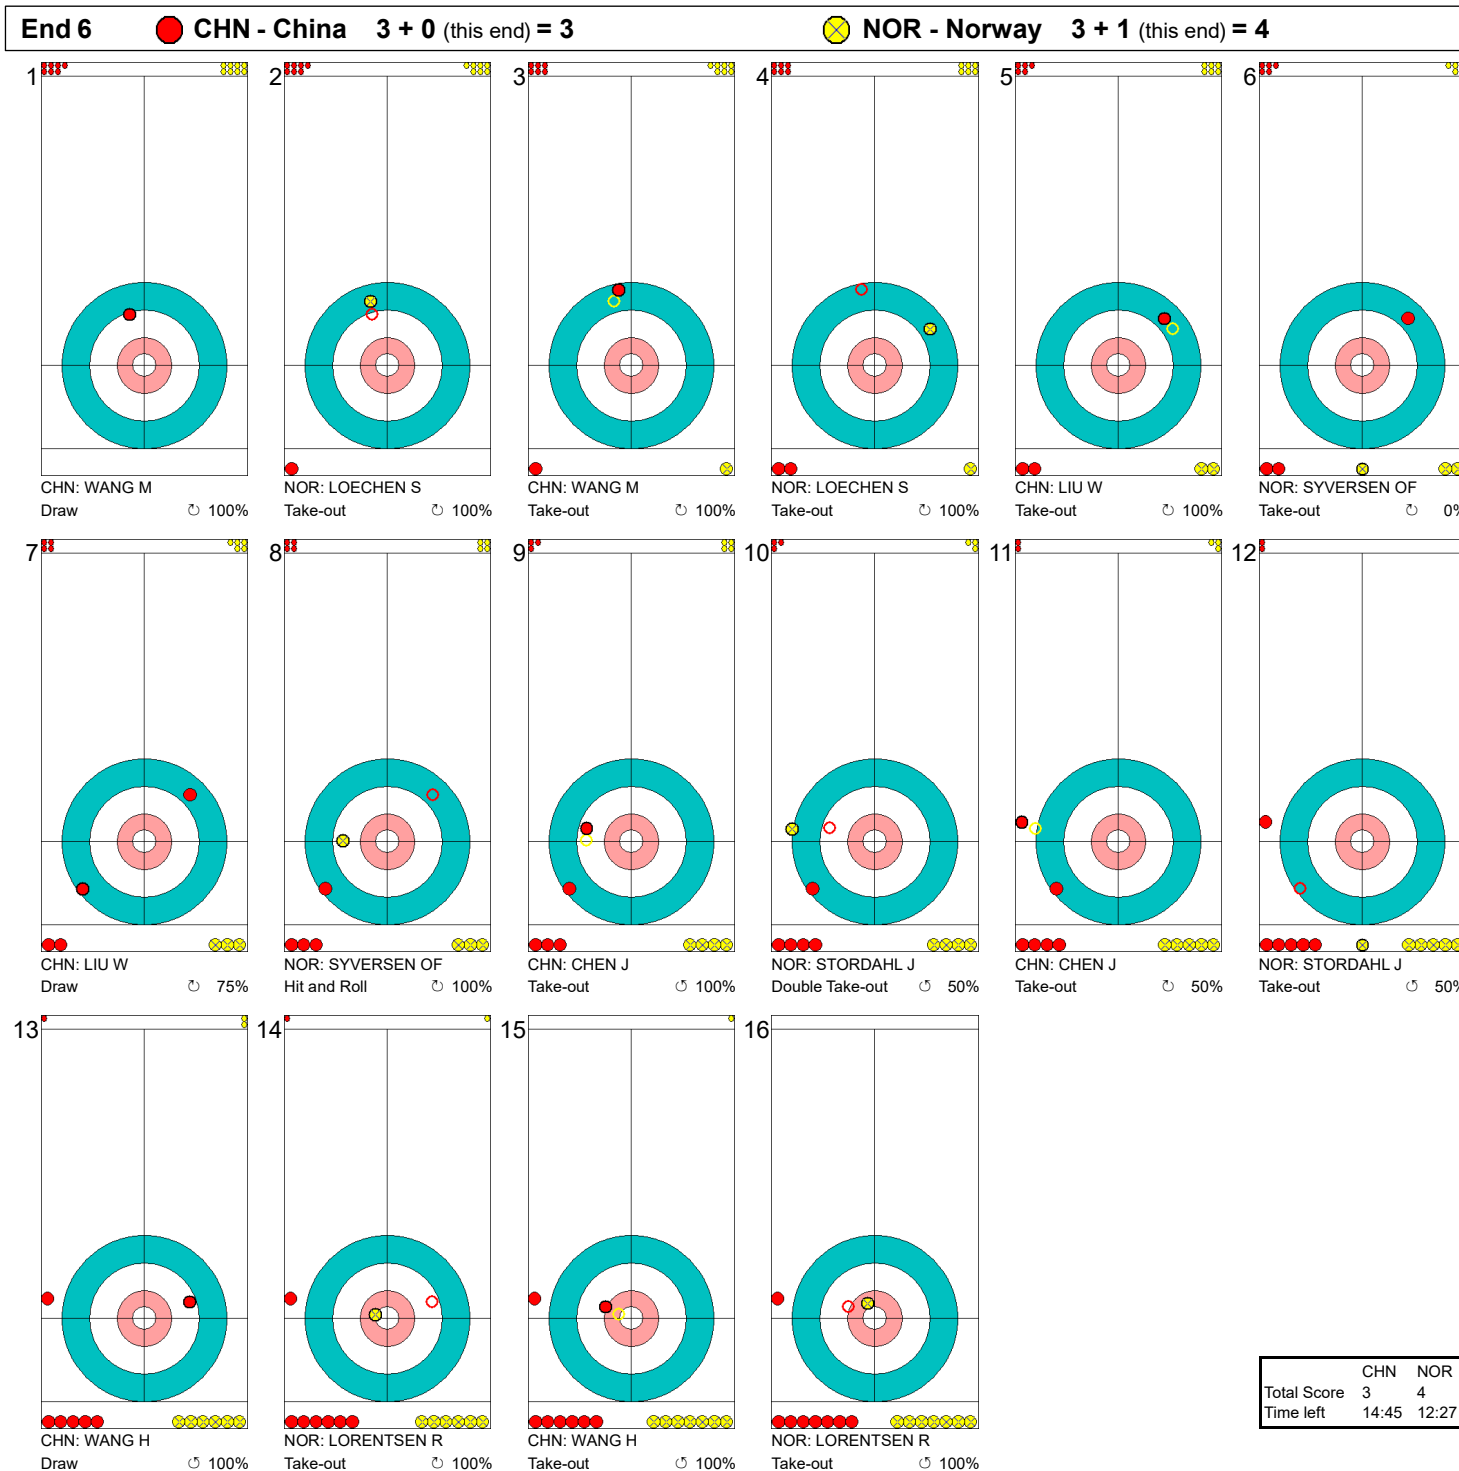 End 6 CHN - China 3 + 0 (this end) = 3 NOR - Norway 3 + 1 (this end) = 4
1 2 3 4 5 6
CHN: WANG M NOR: LOECHEN S CHN: WANG M NOR: LOECHEN S CHN: LIU W NOR: SYVERSEN OF
Draw ↻ 100% Take-out ↻ 100% Take-out ↻ 100% Take-out ↻ 100% Take-out ↻ 100% Take-out ↻ 0%
7 8 9 10 11 12
CHN: LIU W NOR: SYVERSEN OF CHN: CHEN J NOR: STORDAHL J CHN: CHEN J NOR: STORDAHL J
Draw ↻ 75% Hit and Roll ↻ 100% Take-out ↺ 100% Double Take-out ↺ 50% Take-out ↻ 50% Take-out ↺ 50%
13 14 15 16
CHN: WANG H NOR: LORENTSEN R CHN: WANG H NOR: LORENTSEN R
Draw ↺ 100% Take-out ↺ 100% Take-out ↺ 100% Take-out ↺ 100%
CHN NOR
Total Score 3 4
Time left 14:45 12:27